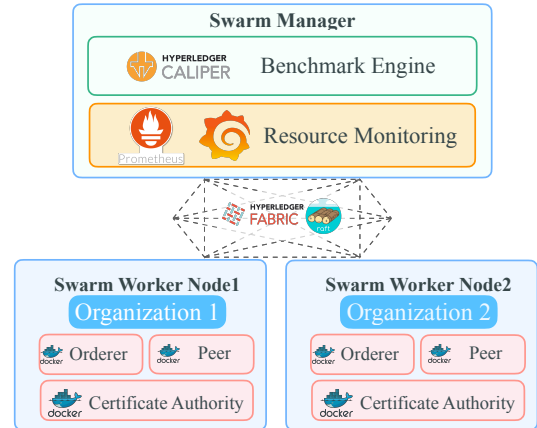 Swarm Manager
HYPERLEDGER
CALIPER
Benchmark Engine
Prometheus
Resource Monitoring
HYPERLEDGER
FABRIC
raft
Swarm Worker Node1
Organization 1
docker
Orderer
docker
Peer
docker
Certificate Authority
Swarm Worker Node2
Organization 2
docker
Orderer
docker
Peer
docker
Certificate Authority